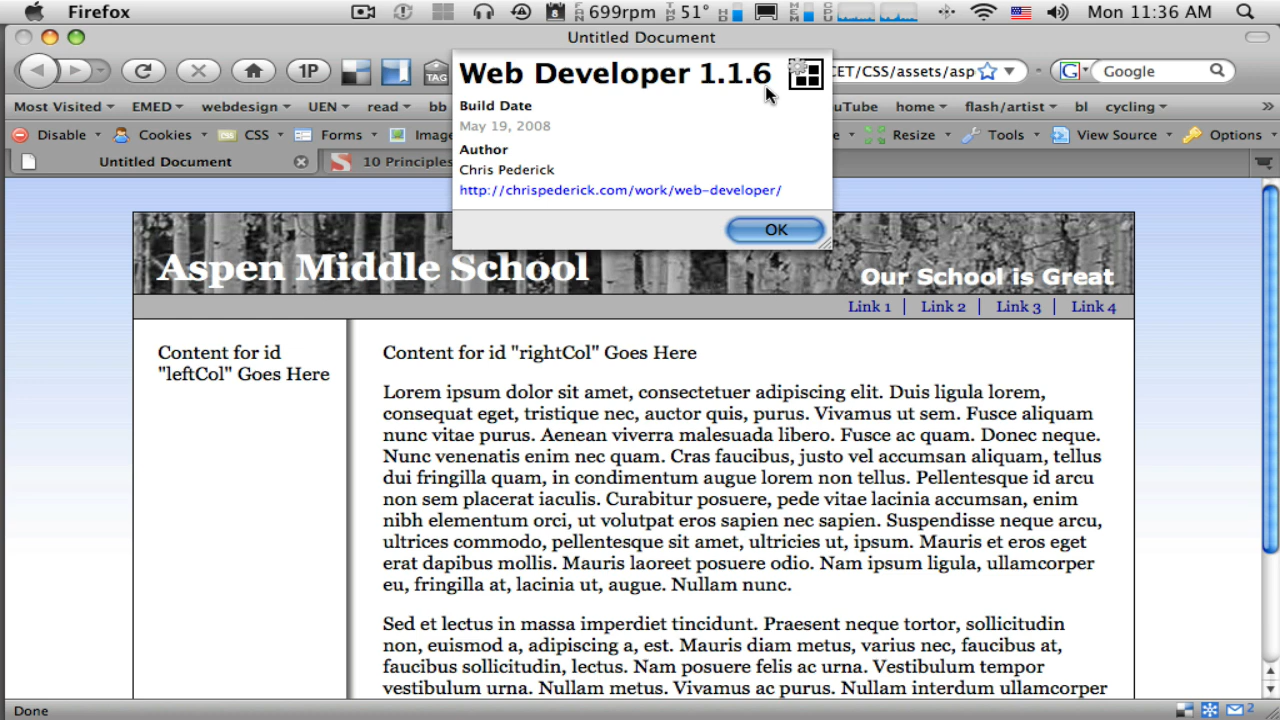 Firefox
8
699rpm
51°
Mon 11:36 AM
Untitled Document
1P
TAG
CET/CSS/assets/asp
Google
Most Visited
EMED
webdesign
UEN
read
bb
uTube
home
flash/artist
bl
cycling
»
Disable
Cookies
CSS
Forms
Imag
e
Resize
Tools
View Source
Options
Untitled Document
10 Principles
Web Developer 1.1.6
Build Date
May 19, 2008
Author
Chris Pederick
http://chrispederick.com/work/web-developer/
OK
Aspen Middle School
Our School is Great
Link 1 | Link 2 | Link 3 | Link 4
Content for id
"leftCol" Goes Here
Content for id "rightCol" Goes Here
Lorem ipsum dolor sit amet, consectetuer adipiscing elit. Duis ligula lorem,
consequat eget, tristique nec, auctor quis, purus. Vivamus ut sem. Fusce aliquam
nunc vitae purus. Aenean viverra malesuada libero. Fusce ac quam. Donec neque.
Nunc venenatis enim nec quam. Cras faucibus, justo vel accumsan aliquam, tellus
dui fringilla quam, in condimentum augue lorem non tellus. Pellentesque id arcu
non sem placerat iaculis. Curabitur posuere, pede vitae lacinia accumsan, enim
nibh elementum orci, ut volutpat eros sapien nec sapien. Suspendisse neque arcu,
ultrices commodo, pellentesque sit amet, ultricies ut, ipsum. Mauris et eros eget
erat dapibus mollis. Mauris laoreet posuere odio. Nam ipsum ligula, ullamcorper
eu, fringilla at, lacinia ut, augue. Nullam nunc.
Sed et lectus in massa imperdiet tincidunt. Praesent neque tortor, sollicitudin
non, euismod a, adipiscing a, est. Mauris diam metus, varius nec, faucibus at,
faucibus sollicitudin, lectus. Nam posuere felis ac urna. Vestibulum tempor
vestibulum urna. Nullam metus. Vivamus ac purus. Nullam interdum ullamcorper
Done
2